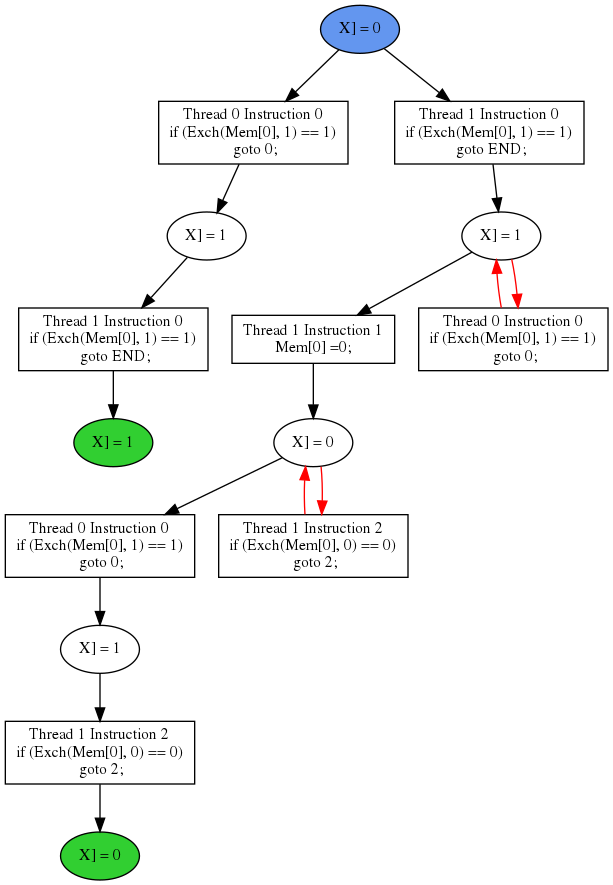 X] = 0
Thread 0 Instruction 0
if (Exch(Mem[0], 1) == 1)
goto 0;
Thread 1 Instruction 0
if (Exch(Mem[0], 1) == 1)
goto END;
X] = 1
X] = 1
Thread 1 Instruction 0
if (Exch(Mem[0], 1) == 1)
goto END;
Thread 1 Instruction 1
Mem[0] =0;
Thread 0 Instruction 0
if (Exch(Mem[0], 1) == 1)
goto 0;
X] = 1
X] = 0
Thread 0 Instruction 0
if (Exch(Mem[0], 1) == 1)
goto 0;
Thread 1 Instruction 2
if (Exch(Mem[0], 0) == 0)
goto 2;
X] = 1
Thread 1 Instruction 2
if (Exch(Mem[0], 0) == 0)
goto 2;
X] = 0